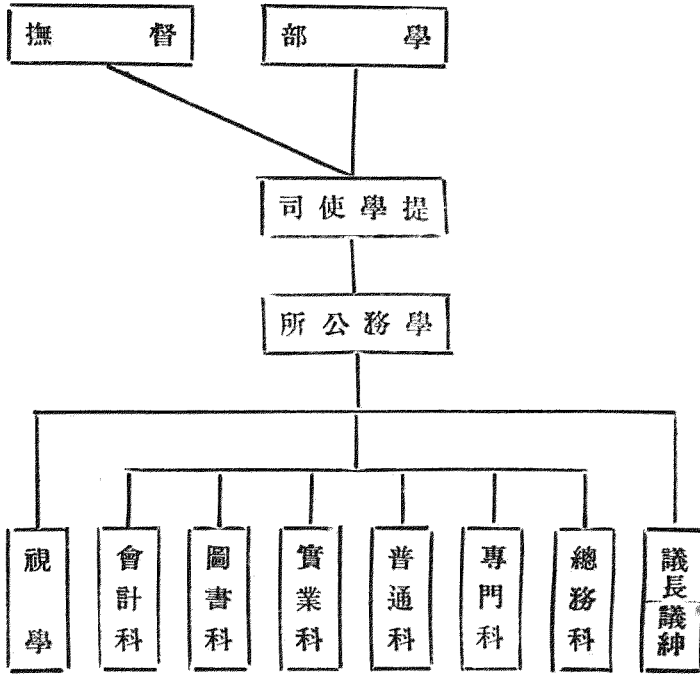 學部
督撫
提學使司
學務公所
議長
議紳
總務科
專門科
普通科
實業科
圖書科
會計科
視學